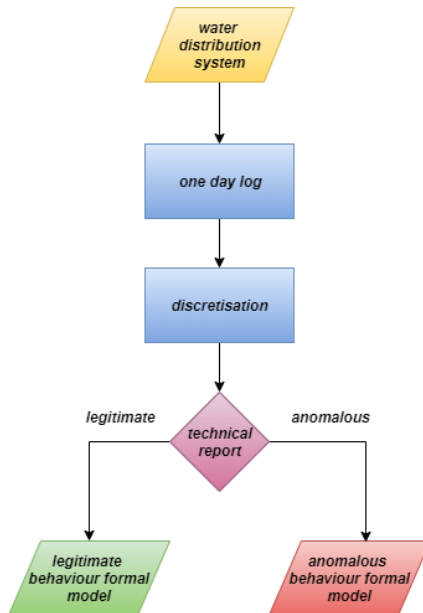 water
distribution
system
one day log
discretisation
legitimate
anomalous
technical
report
legitimate
behaviour formal
model
anomalous
behaviour formal
model